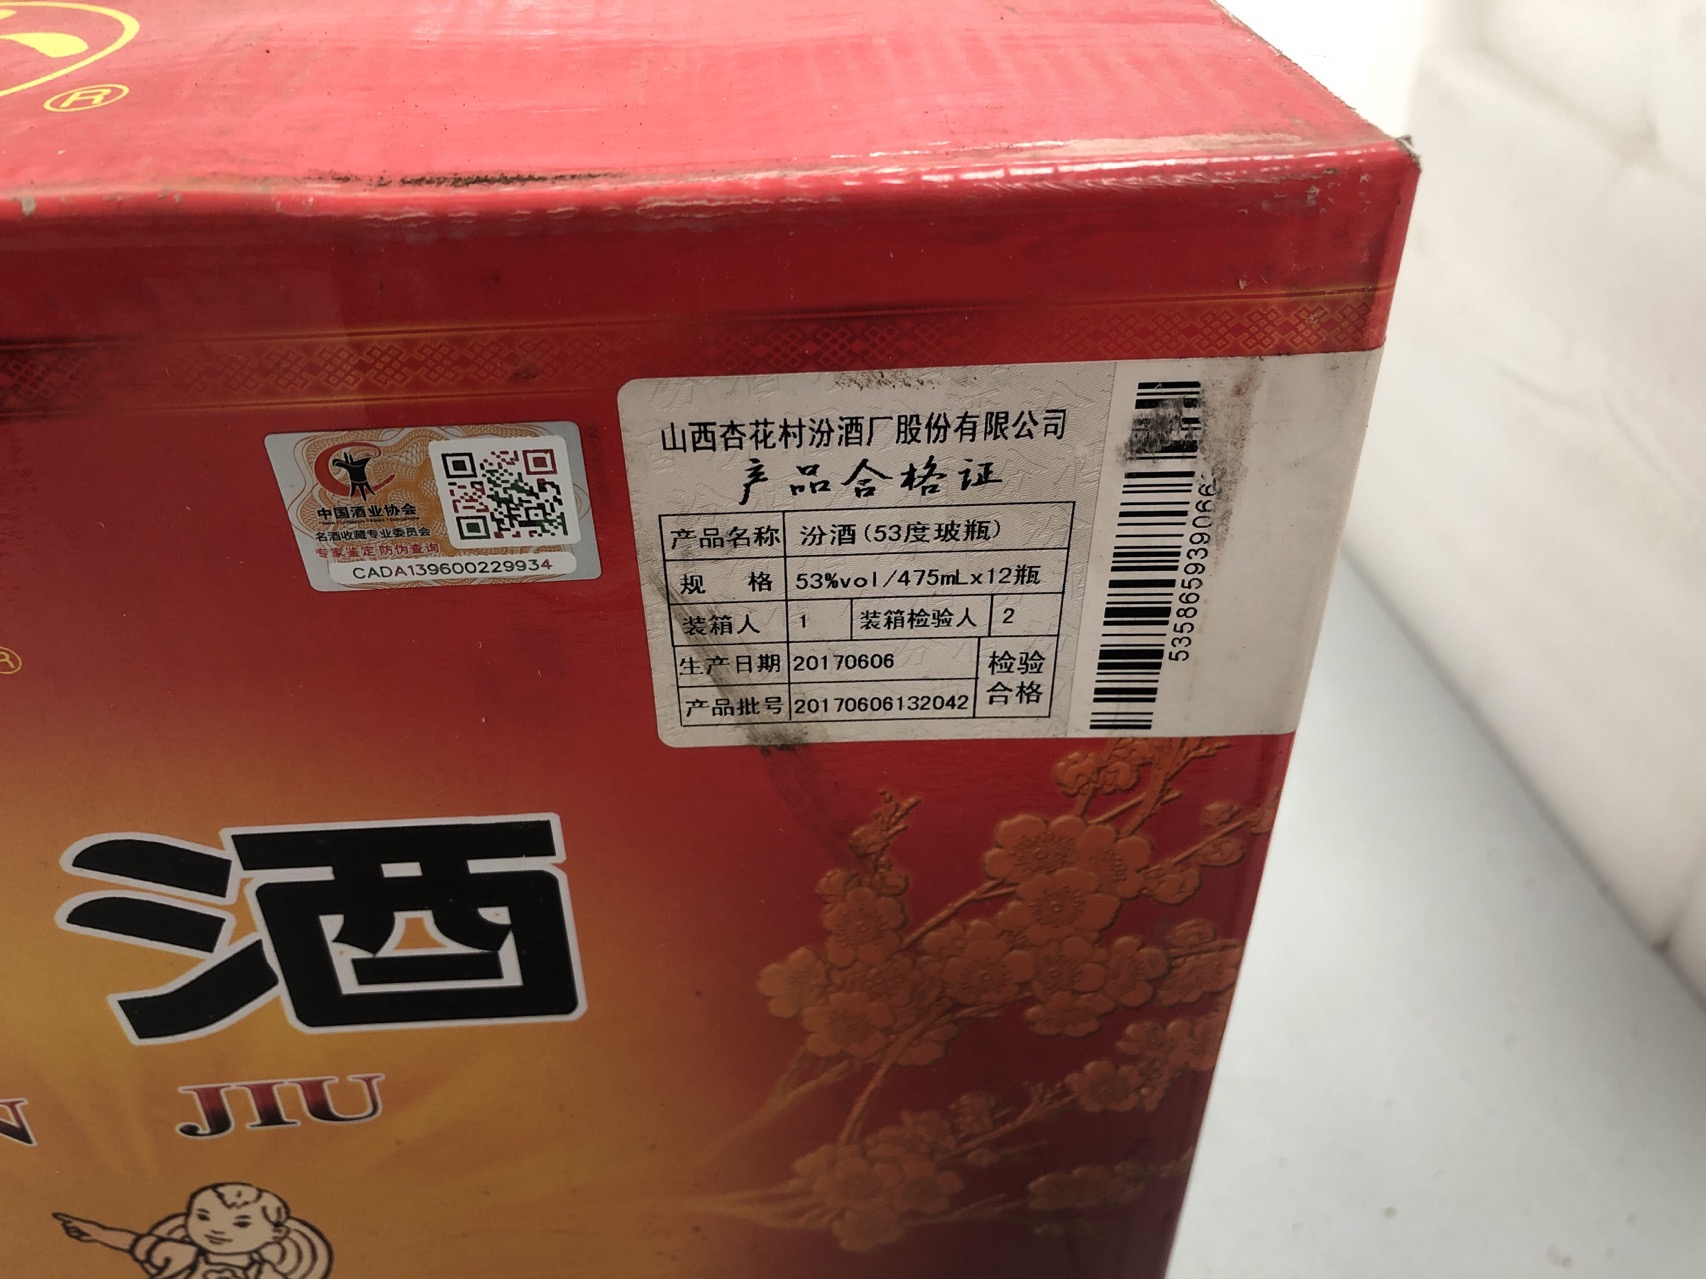 ®
中国酒业协会
名酒收藏专业委员会
专家鉴定 防伪查询
CADA139600229934
山西杏花村汾酒厂股份有限公司
产品合格证
产品名称 汾酒(53度玻瓶)
规 格 53%vol/475mLx12瓶
装箱人 1 装箱检验人 2
生产日期 20170606 检验
产品批号 20170606132042 合格
535865939066
®
酒
N JIU